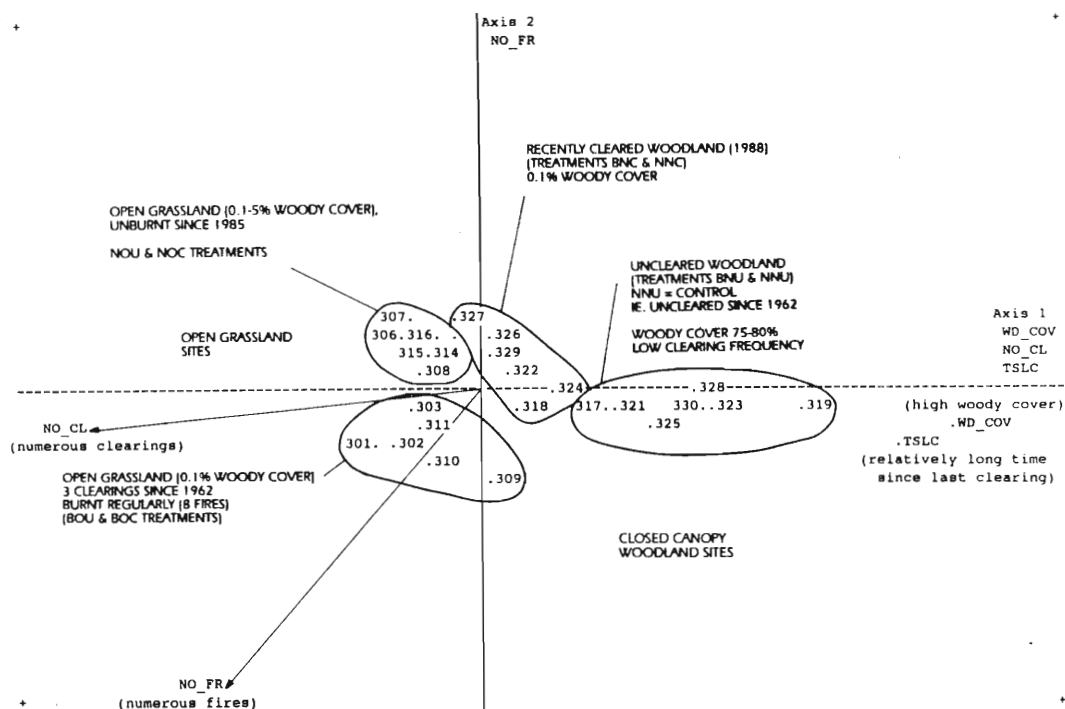 Axis 2
NO_FR
RECENTLY CLEARED WOODLAND (1988)
(TREATMENTS BNC & NNC)
0.1% WOODY COVER
OPEN GRASSLAND (0.1-5% WOODY COVER),
UNBURNT SINCE 1985
NOU & NOC TREATMENTS
UNCLEARED WOODLAND
(TREATMENTS BNU & NNU)
NNU = CONTROL
IE. UNCLEARED SINCE 1962
WOODY COVER 75-80%
LOW CLEARING FREQUENCY
Axis 1
WD_COV
NO_CL
TSLC
OPEN GRASSLAND
SITES
307. .327
306.316. . .326
315.314 .329
.308 .322
.324 .328
.303 .318 317..321 330..323 .319
.311 .325
301. .302
.310
.309
(high woody cover)
.WD_COV
.TSLC
(relatively long time
since last clearing)
NO_CL
(numerous clearings)
OPEN GRASSLAND (0.1% WOODY COVER)
3 CLEARINGS SINCE 1962
BURNT REGULARLY (8 FIRES)
(BOU & BOC TREATMENTS)
CLOSED CANOPY
WOODLAND SITES
NO_FR
(numerous fires)